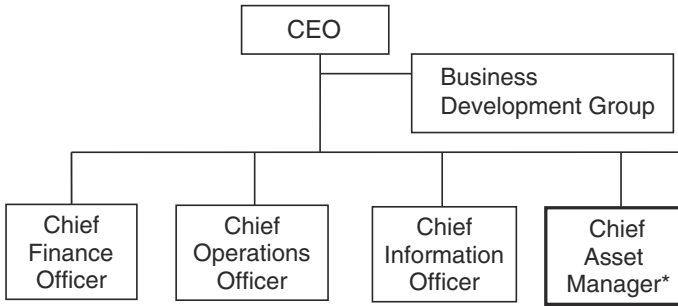 CEO
Business
Development Group
Chief
Finance
Officer
Chief
Operations
Officer
Chief
Information
Officer
Chief
Asset
Manager*